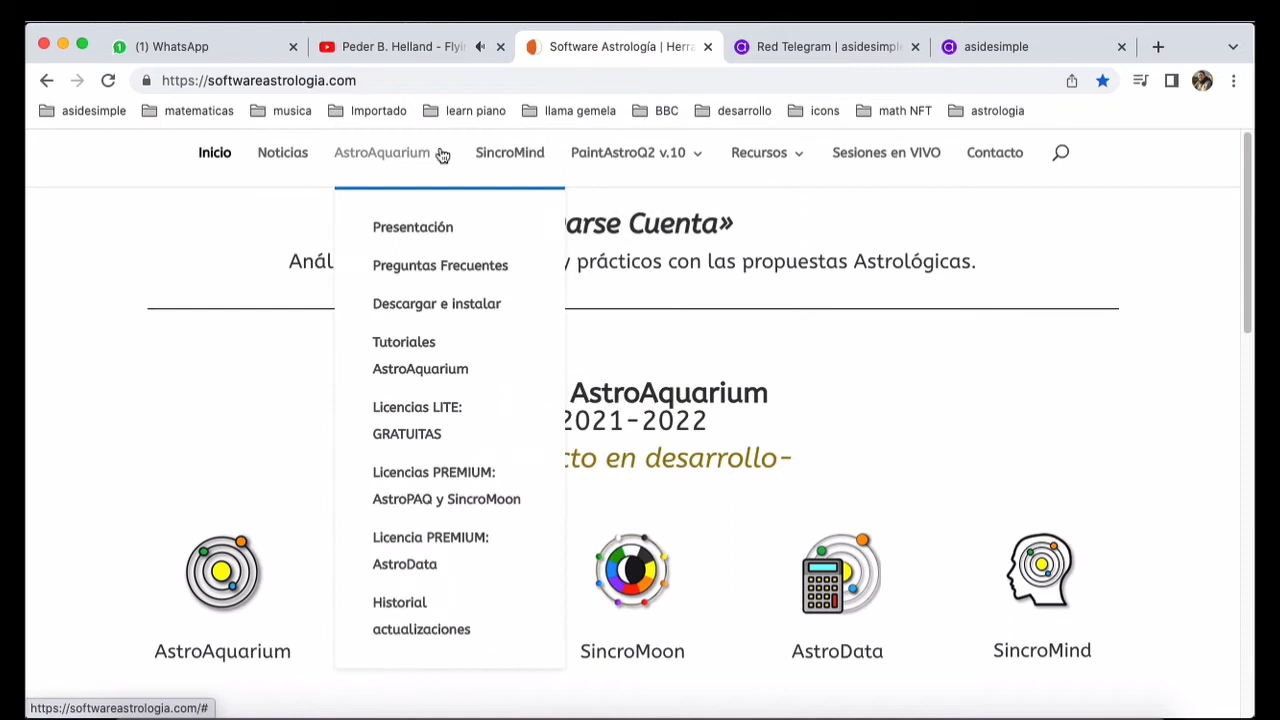 (1) WhatsApp
Peder B. Helland - Flyi
Software Astrología | Herra
Red Telegram | asidesimple
asidesimple
https://softwareastrologia.com
asidesimple
matematicas
musica
Importado
learn piano
llama gemela
BBC
desarrollo
icons
math NFT
astrologia
Inicio
Noticias
AstroAquarium
SincroMind
PaintAstroQ2 v.10
Recursos
Sesiones en VIVO
Contacto
Presentación
Preguntas Frecuentes
Descargar e instalar
Tutoriales
AstroAquarium
Licencias LITE:
GRATUITAS
Licencias PREMIUM:
AstroPAQ y SincroMoon
Licencia PREMIUM:
AstroData
Historial
actualizaciones
arse Cuenta»
Anál
y prácticos con las propuestas Astrológicas.
AstroAquarium
2021-2022
cto en desarrollo-
AstroAquarium
SincroMoon
AstroData
SincroMind
https://softwareastrologia.com/#